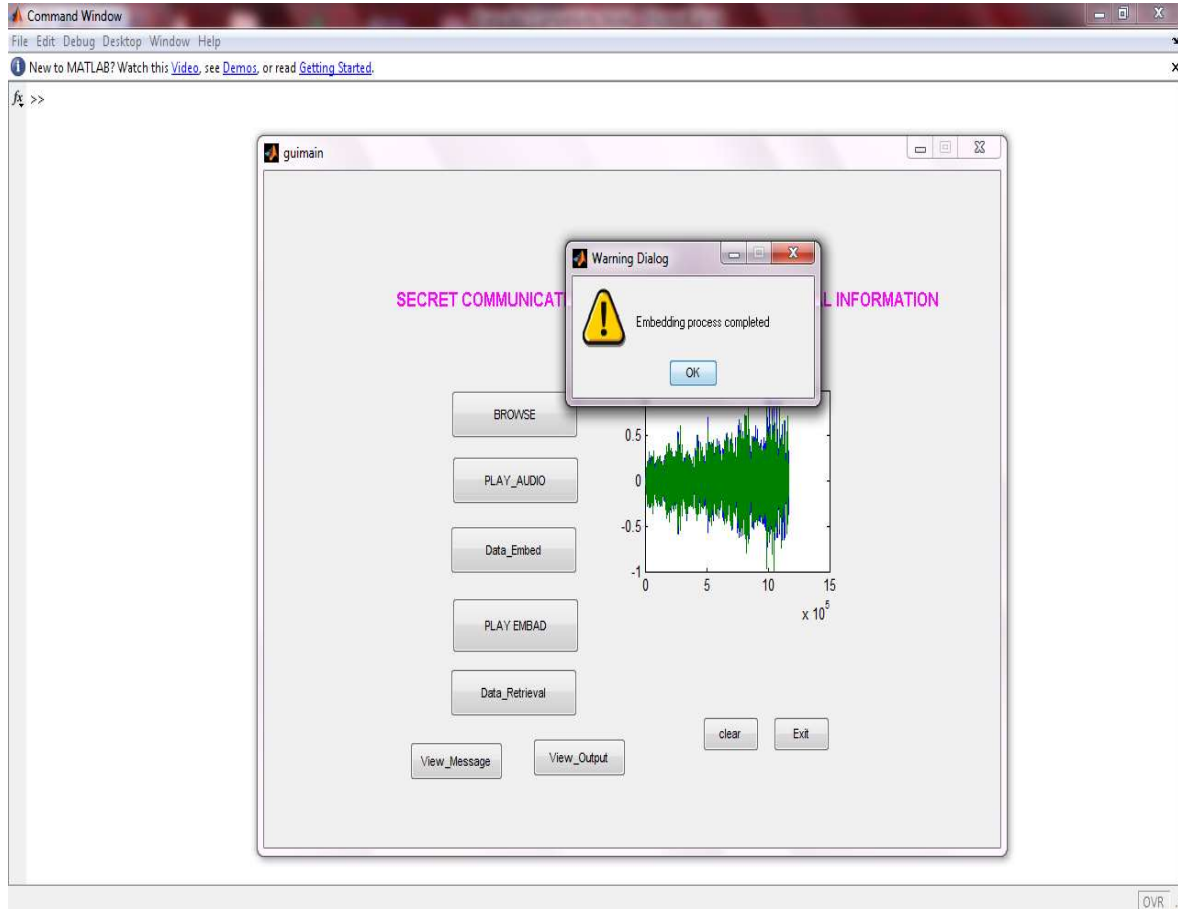 Command Window
File Edit Debug Desktop Window Help
New to MATLAB? Watch this Video, see Demos, or read Getting Started.
fx >>
guimain
Warning Dialog
Embedding process completed
OK
SECRET INFORMATION
BROWSE
PLAY_AUDIO
Data_Embed
PLAY EMBAD
Data_Retrieval
View_Message
View_Output
0.5
0
-0.5
-1
0 5 10 15
x 10^5
clear
Exit
OVR